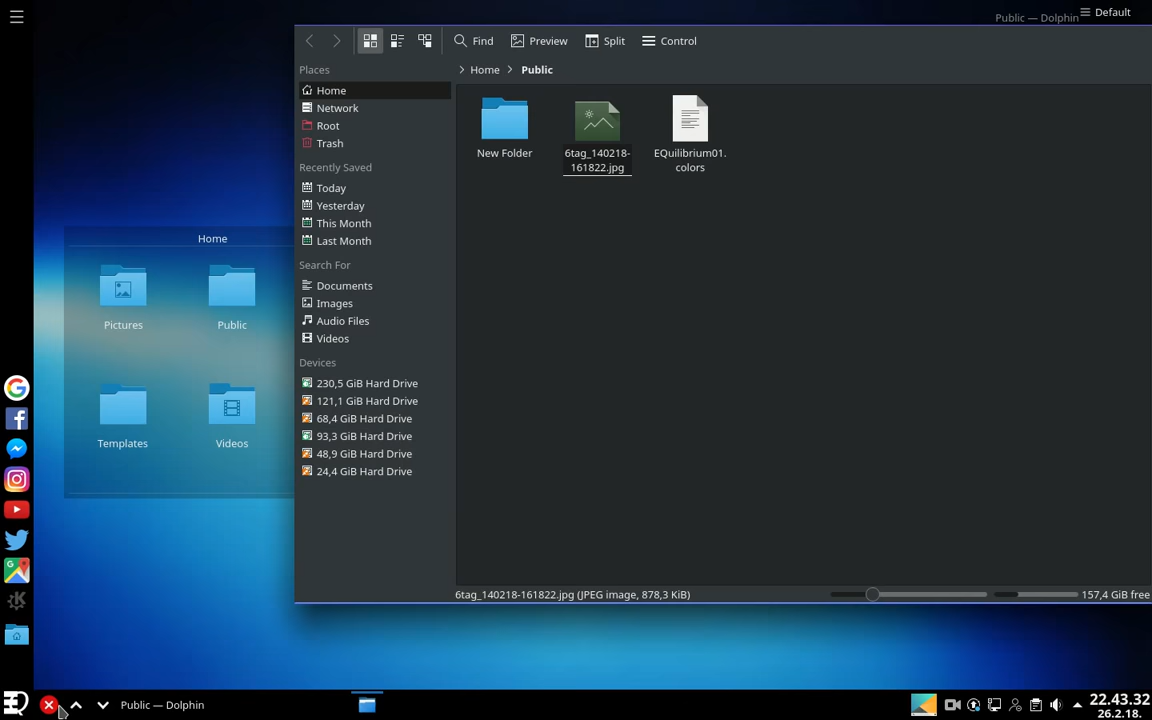 Public — Dolphin
Default
Find
Preview
Split
Control
Places
Home
Network
Root
Trash
Recently Saved
Today
Yesterday
This Month
Last Month
Search For
Documents
Images
Audio Files
Videos
Devices
230,5 GiB Hard Drive
121,1 GiB Hard Drive
68,4 GiB Hard Drive
93,3 GiB Hard Drive
48,9 GiB Hard Drive
24,4 GiB Hard Drive
Home
Public
New Folder
6tag_140218-
161822.jpg
EQuilibrium01.
colors
6tag_140218-161822.jpg (JPEG image, 878,3 KiB)
157,4 GiB free
Home
Pictures
Public
Templates
Videos
Public — Dolphin
22.43.32
26.2.18.